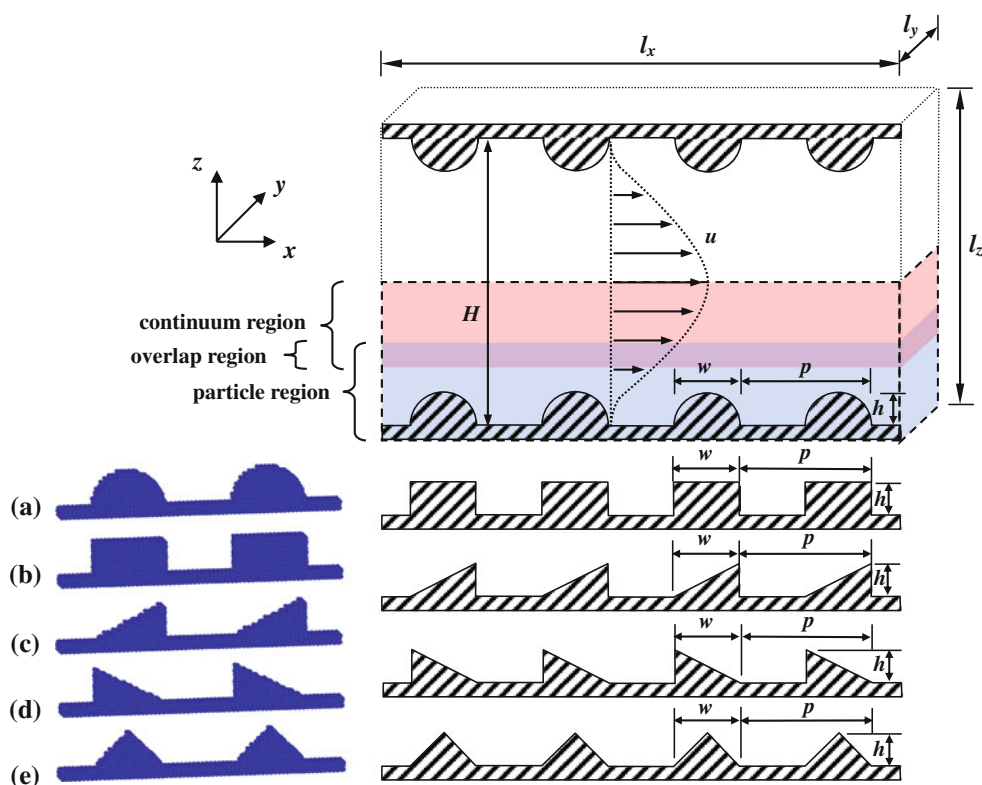 l_y
l_x
z
y
x
u
l_z
H
continuum region
overlap region
particle region
w p
h
(a)
w p
h
(b)
w p
h
(c)
w p
h
(d)
w p
h
(e)